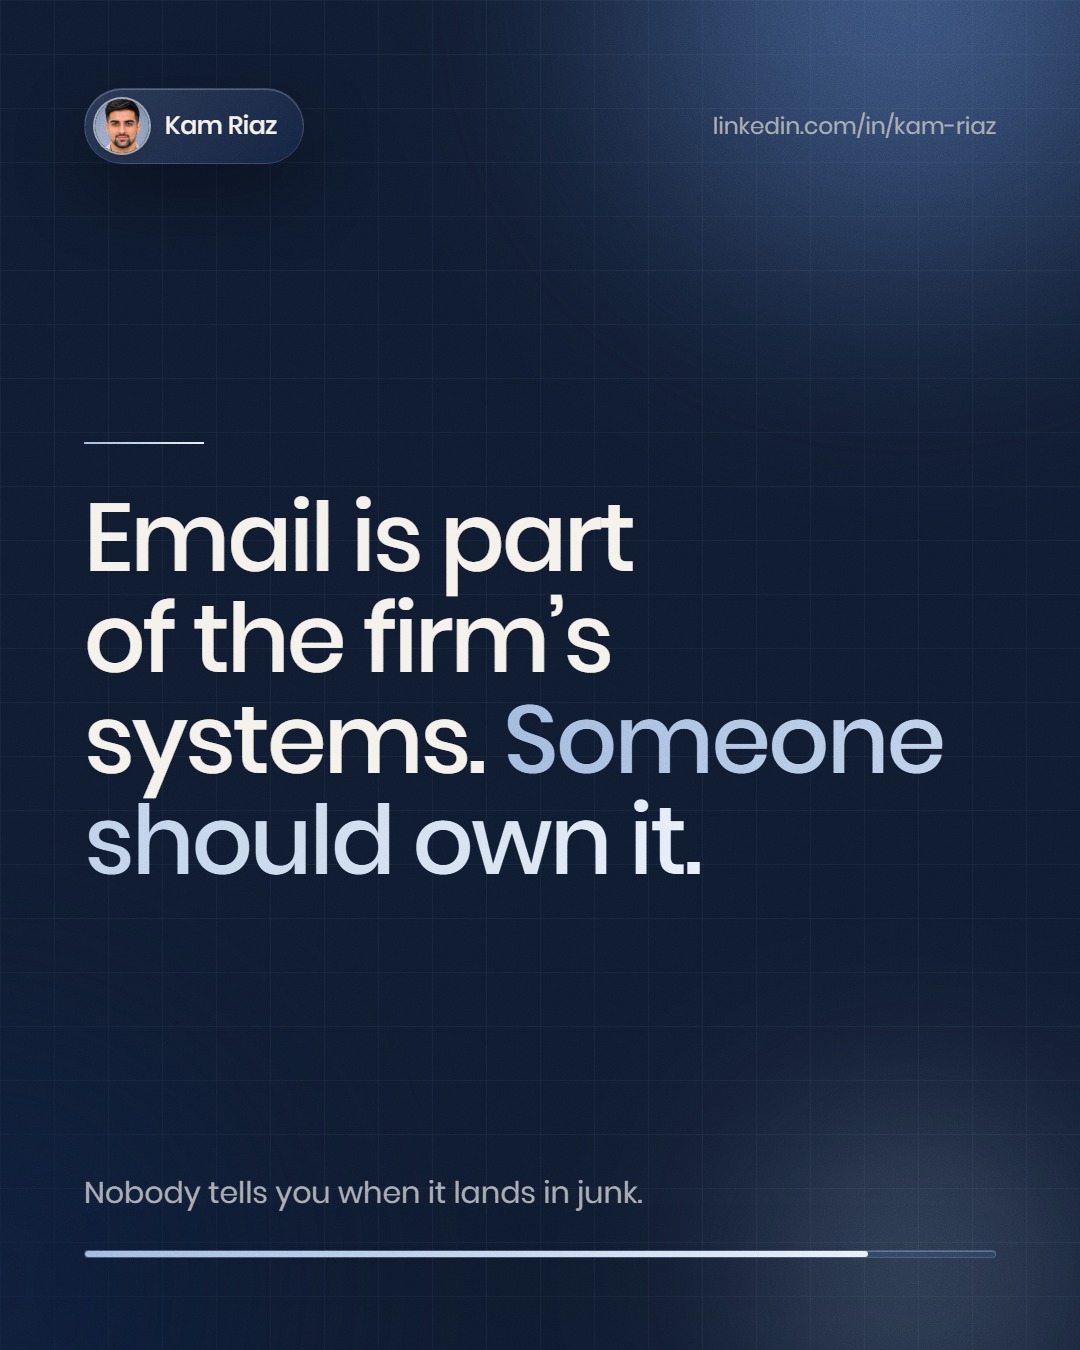 Kam Riaz
linkedin.com/in/kam-riaz
Email is part
of the firm’s
systems. Someone
should own it.
Nobody tells you when it lands in junk.